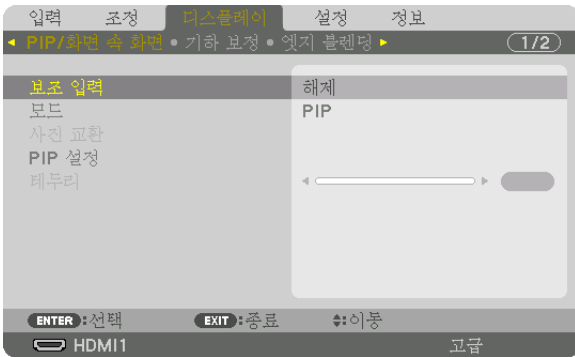 입력 조정 디스플레이 설정 정보
PIP/화면 속 화면 • 기하 보정 • 엣지 블렌딩 (1/2)
보조 입력 해제
모드 PIP
사진 교환
PIP 설정
테두리
ENTER :선택 EXIT :종료 :이동
HDMI1 고급